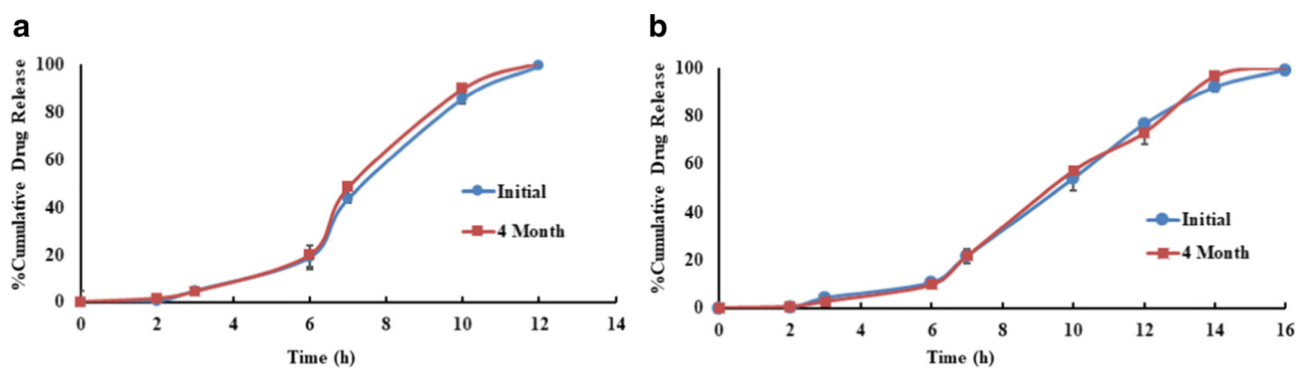 a
%Cumulative Drug Release
100
80
60
40
20
0
0 2 4 6 8 10 12 14
Time (h)
Initial
4 Month
b
%Cumulative Drug Release
100
80
60
40
20
0
0 2 4 6 8 10 12 14 16
Time (h)
Initial
4 Month